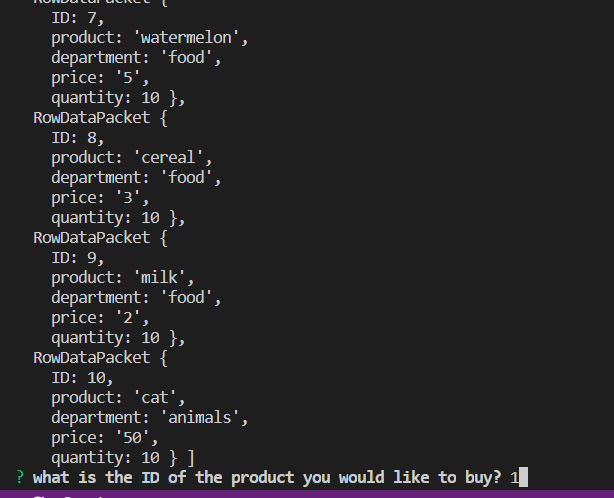 RowDataPacket {
ID: 7,
product: 'watermelon',
department: 'food',
price: '5',
quantity: 10 },
RowDataPacket {
ID: 8,
product: 'cereal',
department: 'food',
price: '3',
quantity: 10 },
RowDataPacket {
ID: 9,
product: 'milk',
department: 'food',
price: '2',
quantity: 10 },
RowDataPacket {
ID: 10,
product: 'cat',
department: 'animals',
price: '50',
quantity: 10 } ]
? what is the ID of the product you would like to buy? 1